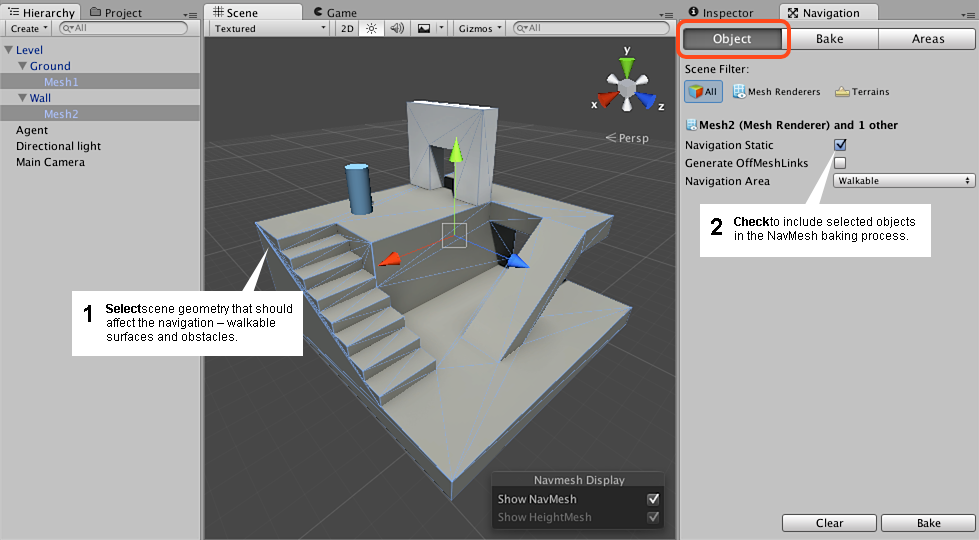 Hierarchy
Project
Create
All
Level
Ground
Mesh1
Wall
Mesh2
Agent
Directional light
Main Camera
Scene
Game
Textured
2D
Gizmos
All
y
x
z
Persp
1 Selectscene geometry that should
affect the navigation – walkable
surfaces and obstacles.
Navmesh Display
Show NavMesh
Show HeightMesh
Inspector
Navigation
Object
Bake
Areas
Scene Filter:
All
Mesh Renderers
Terrains
Mesh2 (Mesh Renderer) and 1 other
Navigation Static
Generate OffMeshLinks
Navigation Area
Walkable
2 Checkto include selected objects
in the NavMesh baking process.
Clear
Bake